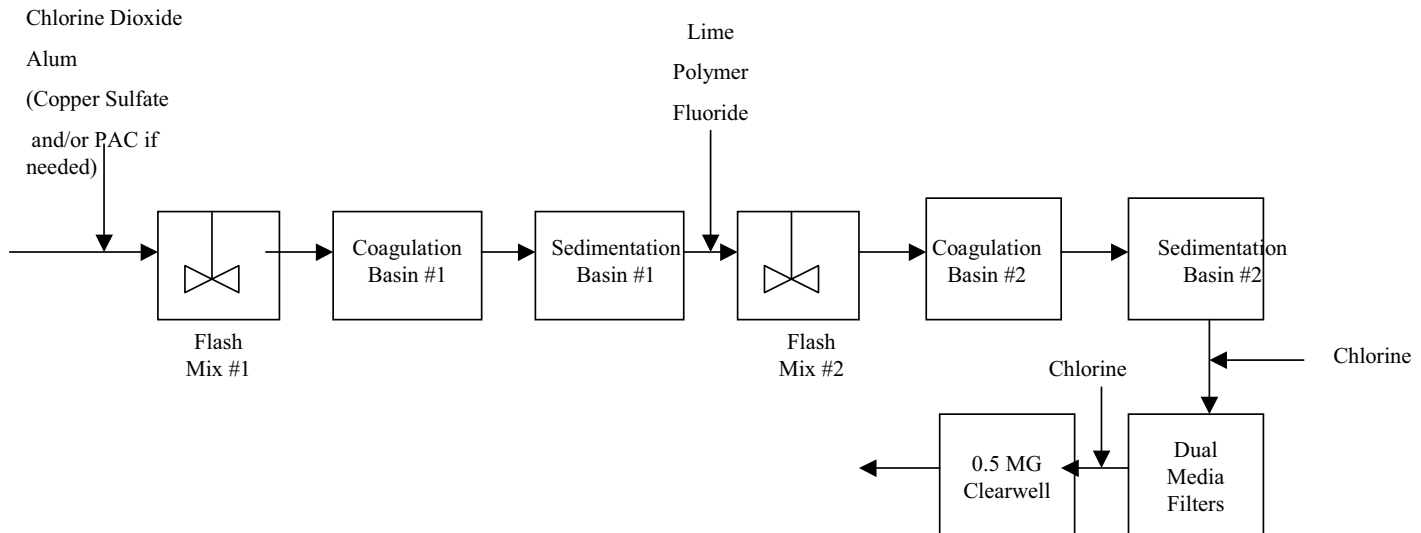 Chlorine Dioxide
Alum
(Copper Sulfate
and/or PAC if
needed)
Lime
Polymer
Fluoride
Flash
Mix #1
Coagulation
Basin #1
Sedimentation
Basin #1
Flash
Mix #2
Coagulation
Basin #2
Sedimentation
Basin #2
Chlorine
Chlorine
Dual
Media
Filters
0.5 MG
Clearwell